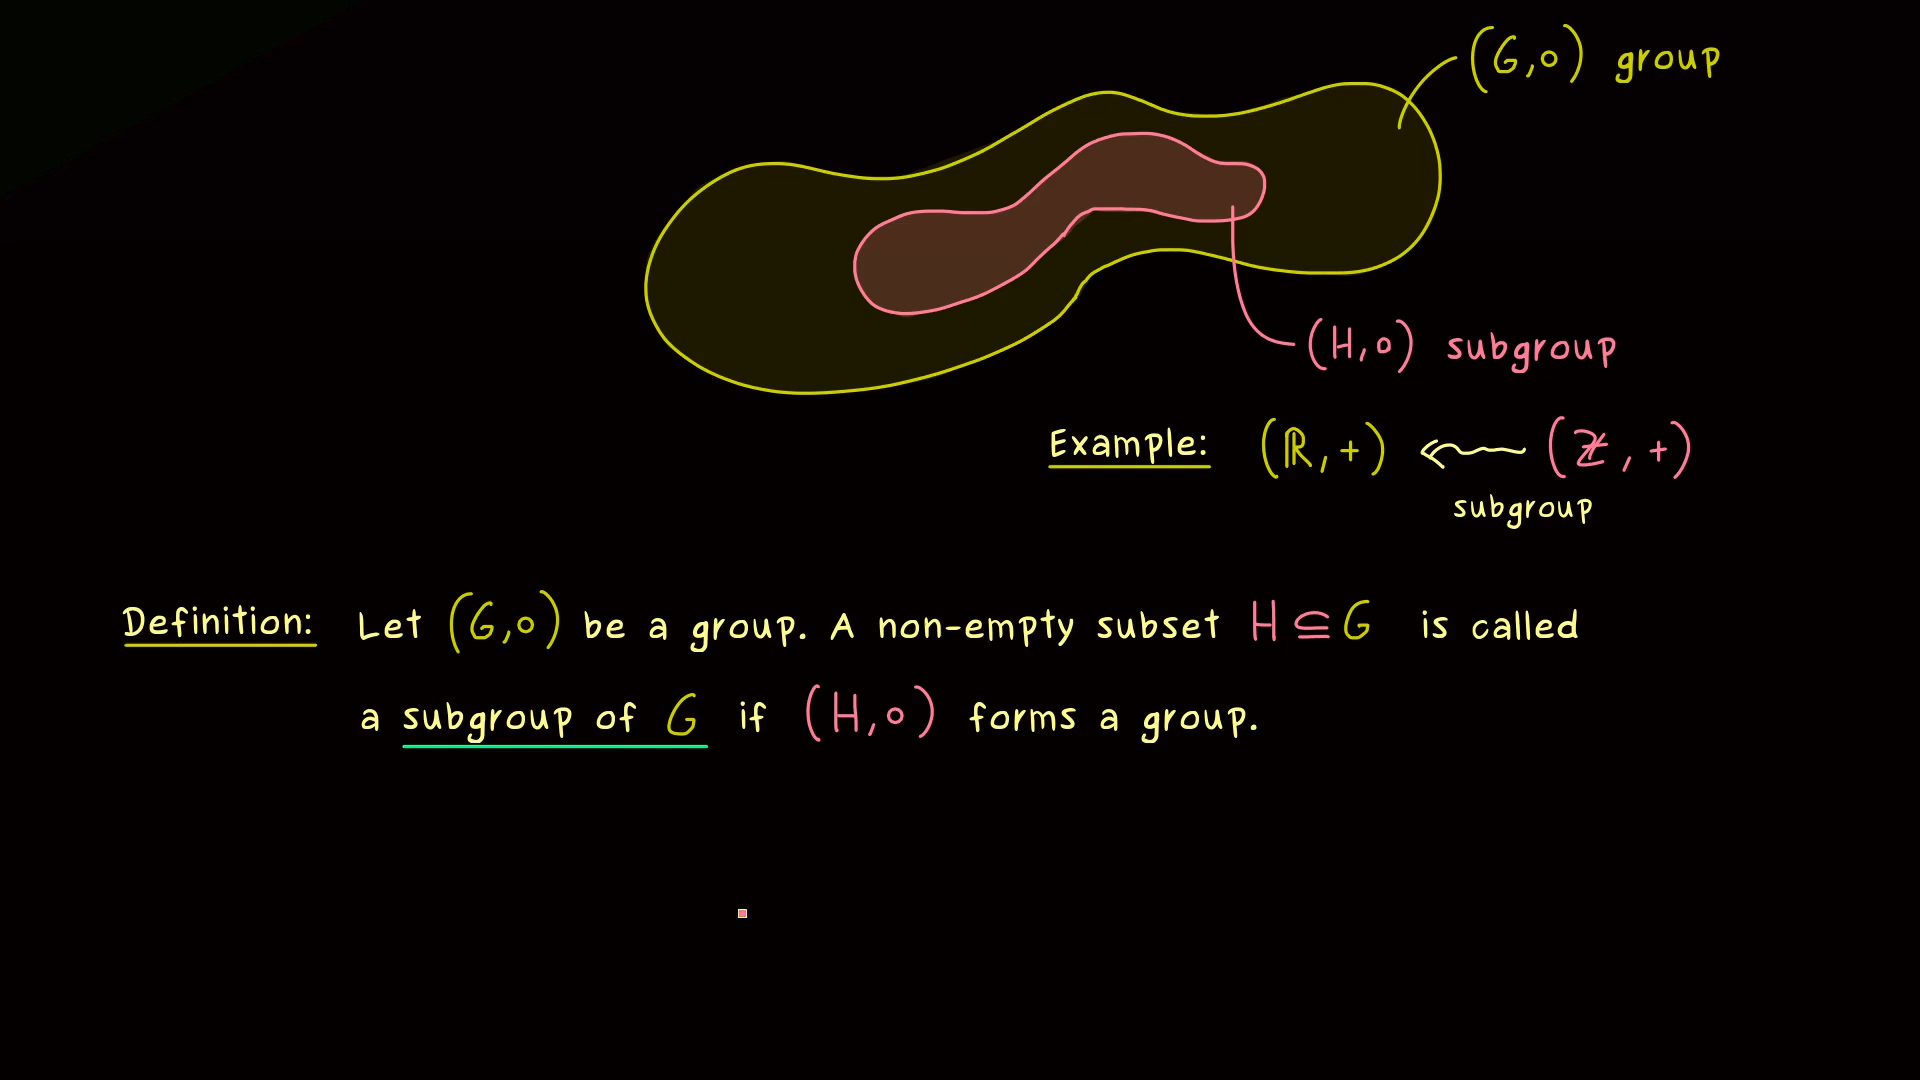 (G,∘) group
(H,∘) subgroup
Example: (ℝ,+) ⟵ (ℤ,+)
subgroup
Definition: Let (G,∘) be a group. A non-empty subset H ⊆ G is called
a subgroup of G if (H,∘) forms a group.